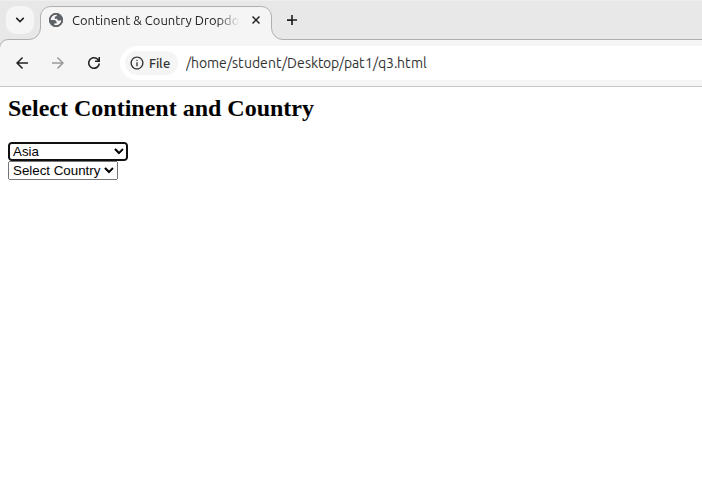 Continent & Country Dropdo
File /home/student/Desktop/pat1/q3.html
Select Continent and Country
Asia
Select Country